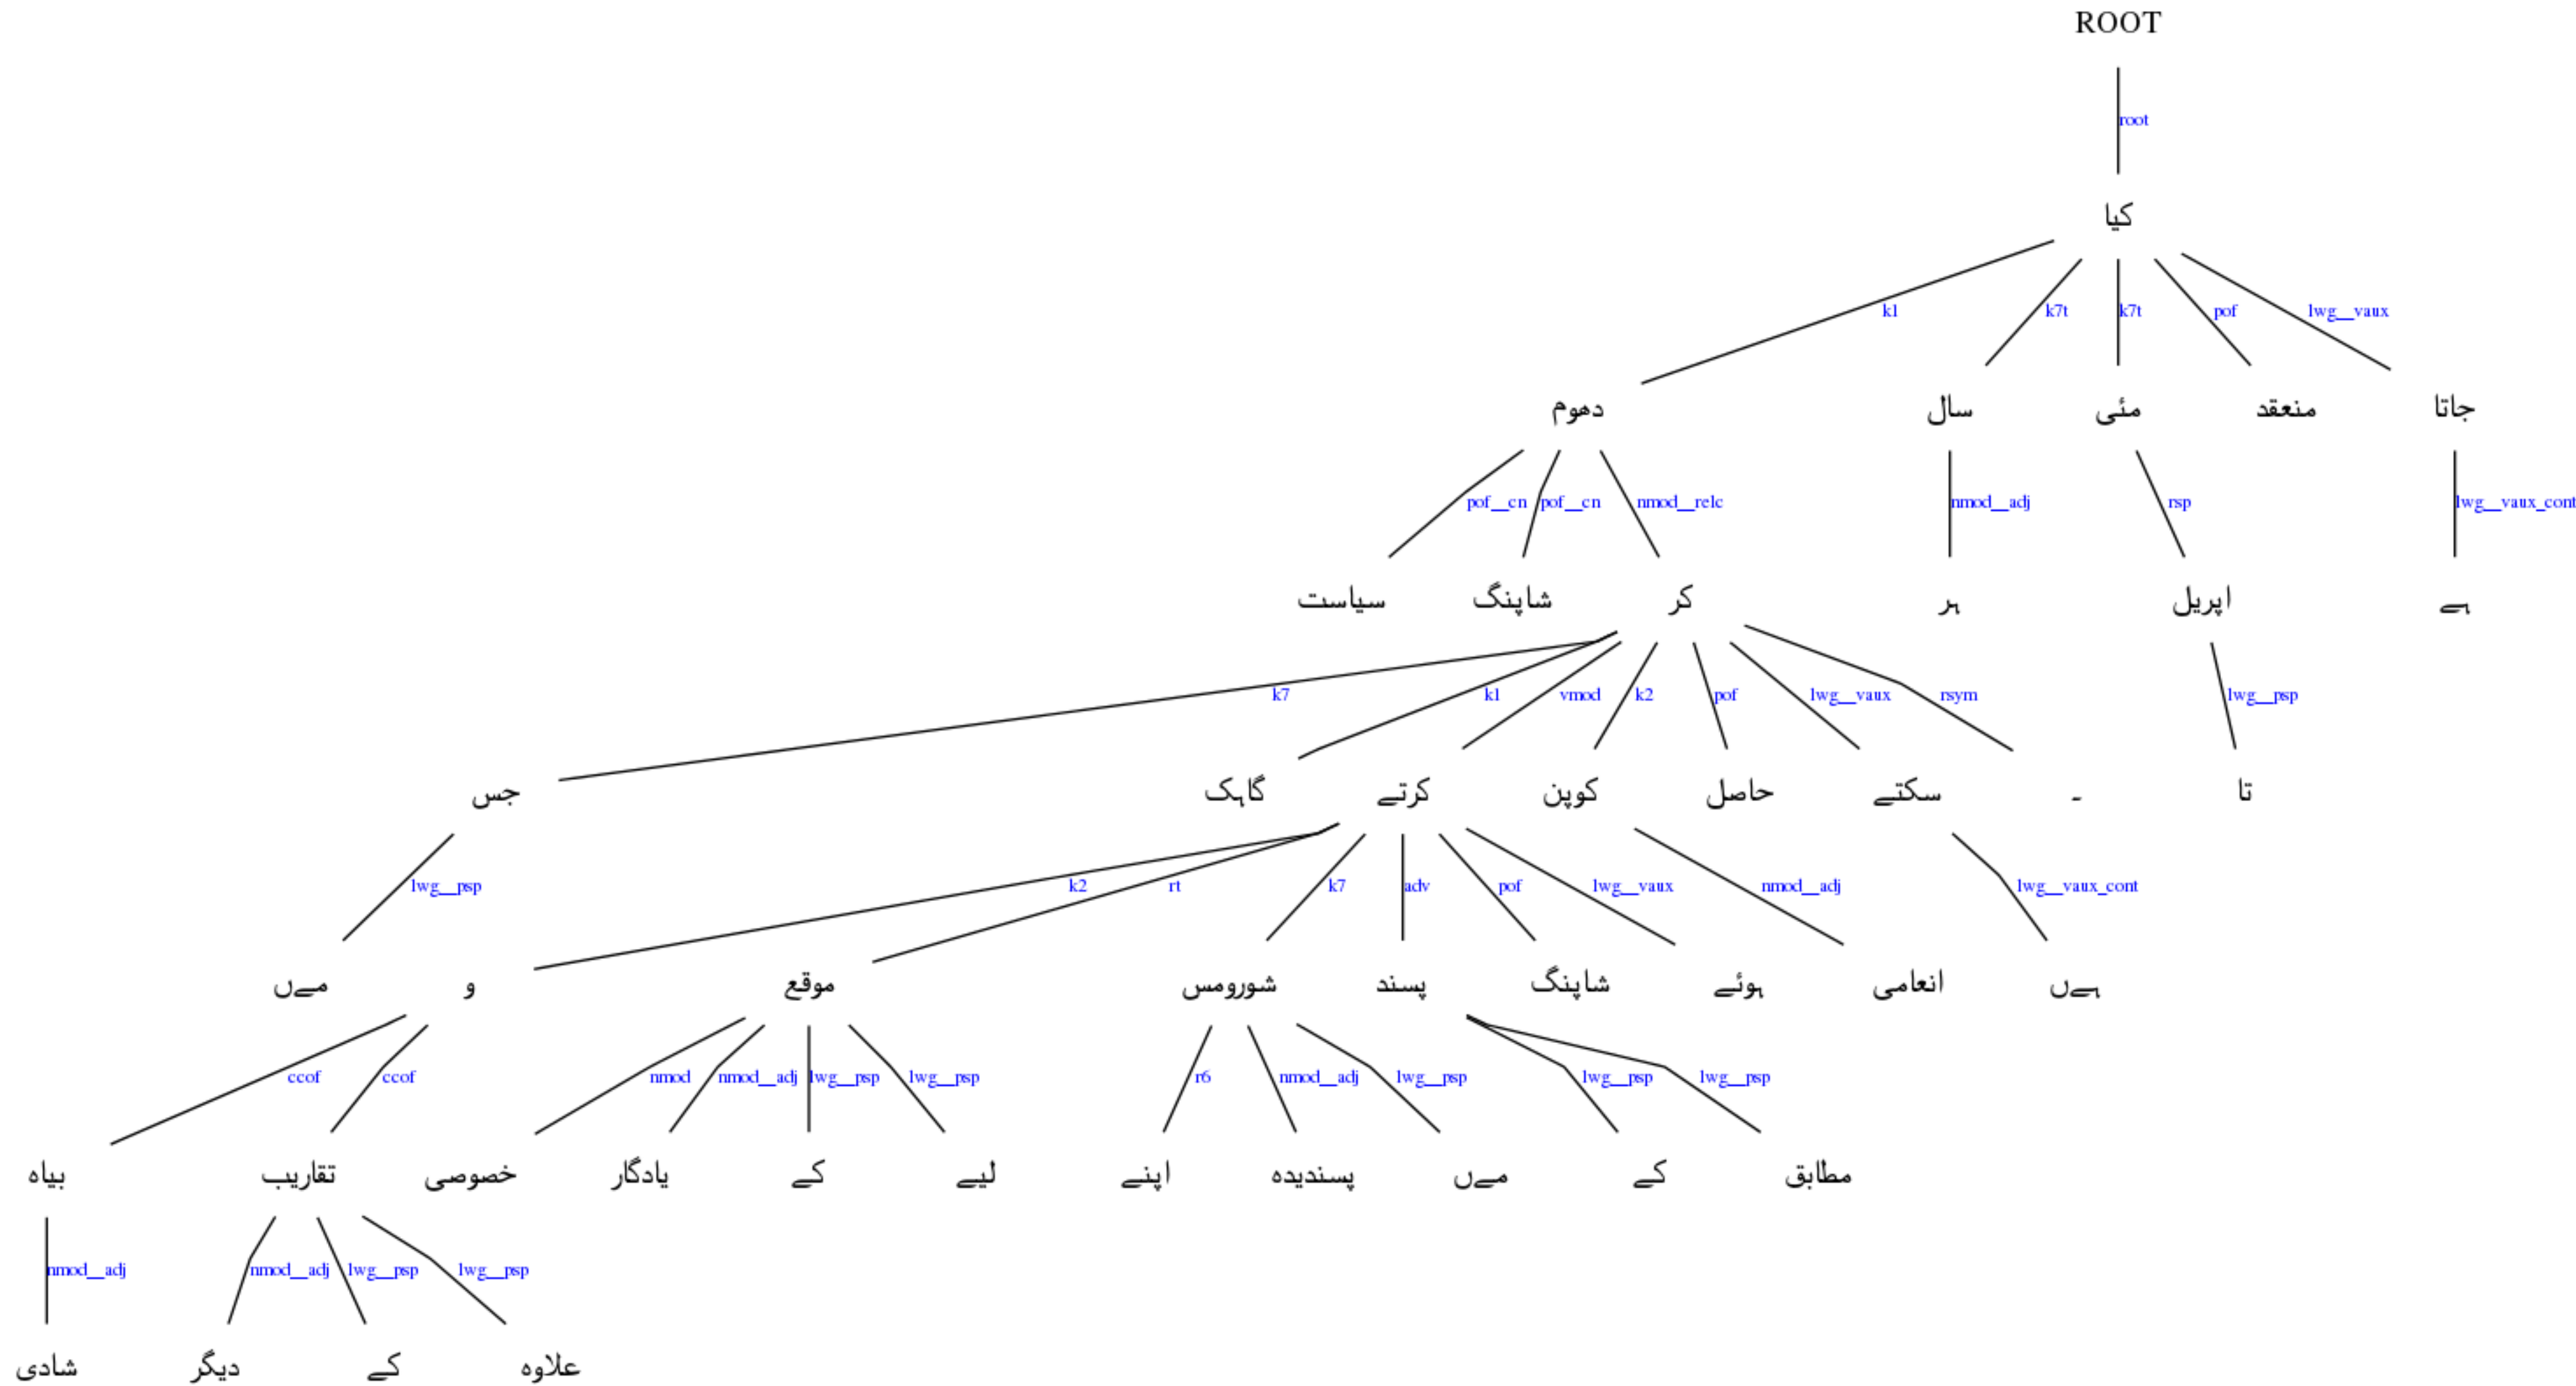 ROOT
root
کیا
k1 k7t k7t pof lwg__vaux
دھوم سال مئی منعقد جاتا
pof__cn pof__cn nmod__relc nmod__adj rsp lwg__vaux_cont
سیاست شاپنگ کر ہر اپریل ہے
k7 k1 vmod k2 pof lwg__vaux rsym lwg__psp
جس گاہک کرتے کوپن حاصل سکتے ۔ تا
lwg__psp k2 rt k7 adv pof lwg__vaux nmod__adj lwg__vaux_cont
مےں و موقع شورومس پسند شاپنگ ہوئے انعامی ہےں
ccof ccof nmod nmod__adj lwg__psp lwg__psp r6 nmod__adj lwg__psp lwg__psp lwg__psp
بیاہ تقاریب خصوصی یادگار کے لیے اپنے پسندیدہ مےں کے مطابق
nmod__adj nmod__adj lwg__psp lwg__psp
شادی دیگر کے علاوہ